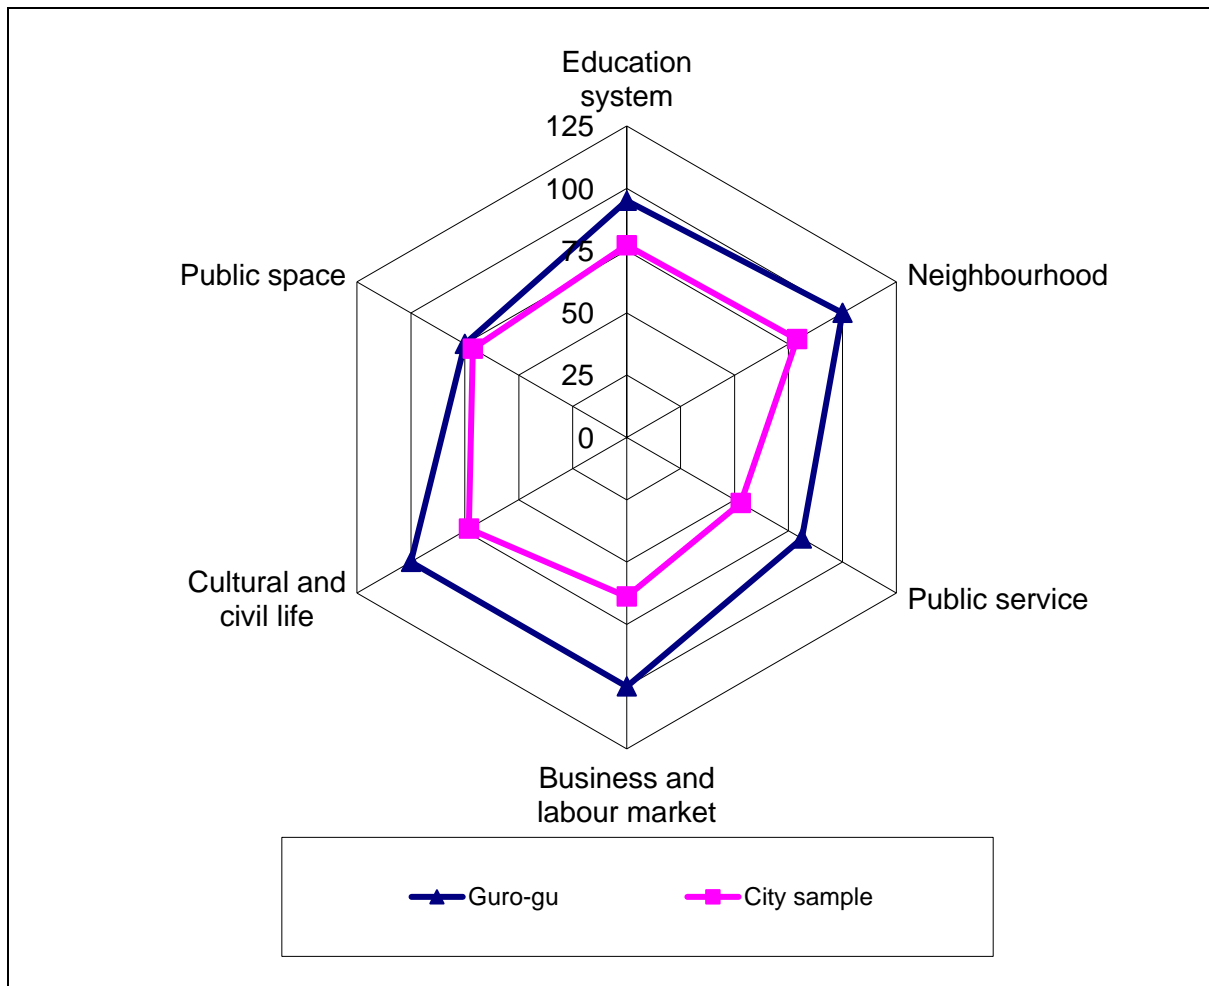 Education
system
125
100
75
50
25
0
Public space
Neighbourhood
Cultural and
civil life
Public service
Business and
labour market
Guro-gu
City sample